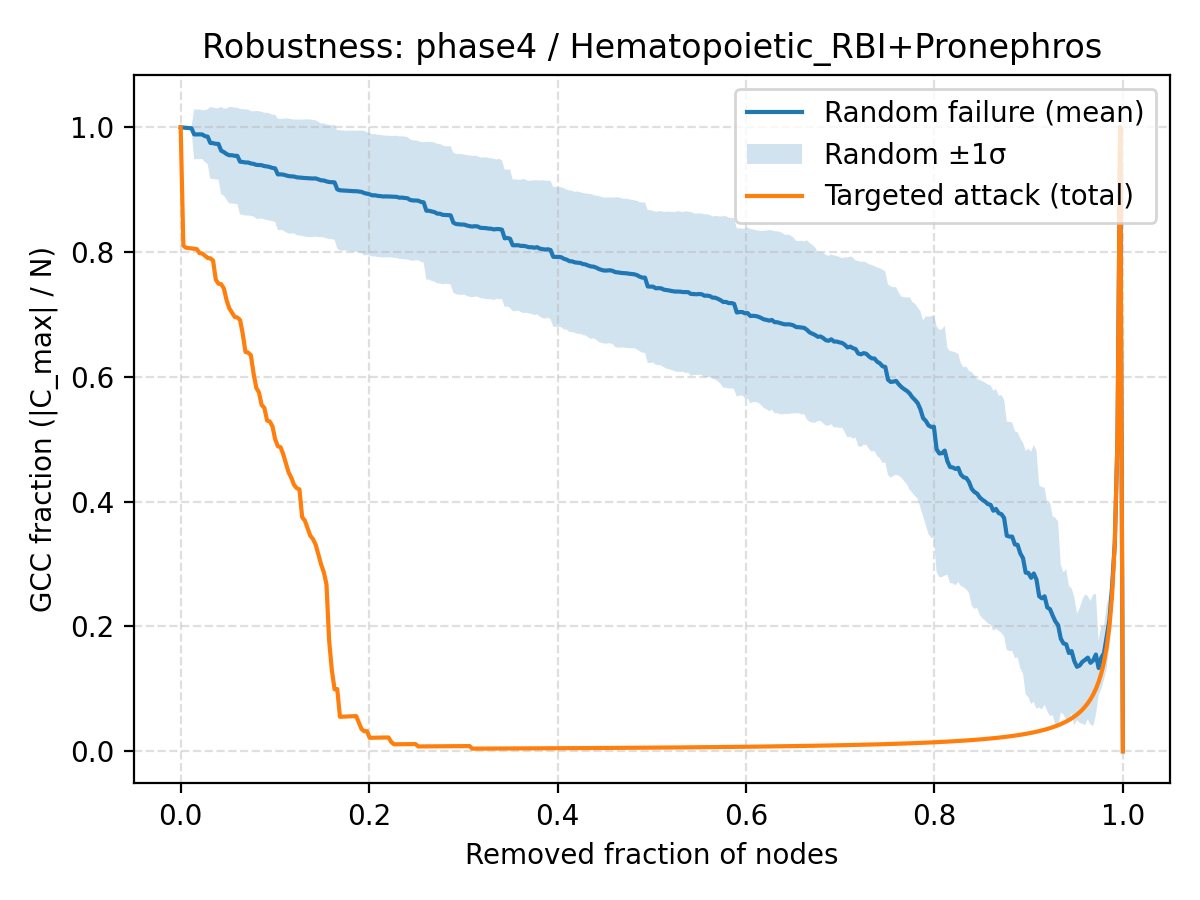 Robustness: phase4 / Hematopoietic_RBI+Pronephros
Random failure (mean)
Random ±1σ
Targeted attack (total)
GCC fraction (|C_max| / N)
1.0
0.8
0.6
0.4
0.2
0.0
0.0 0.2 0.4 0.6 0.8 1.0
Removed fraction of nodes